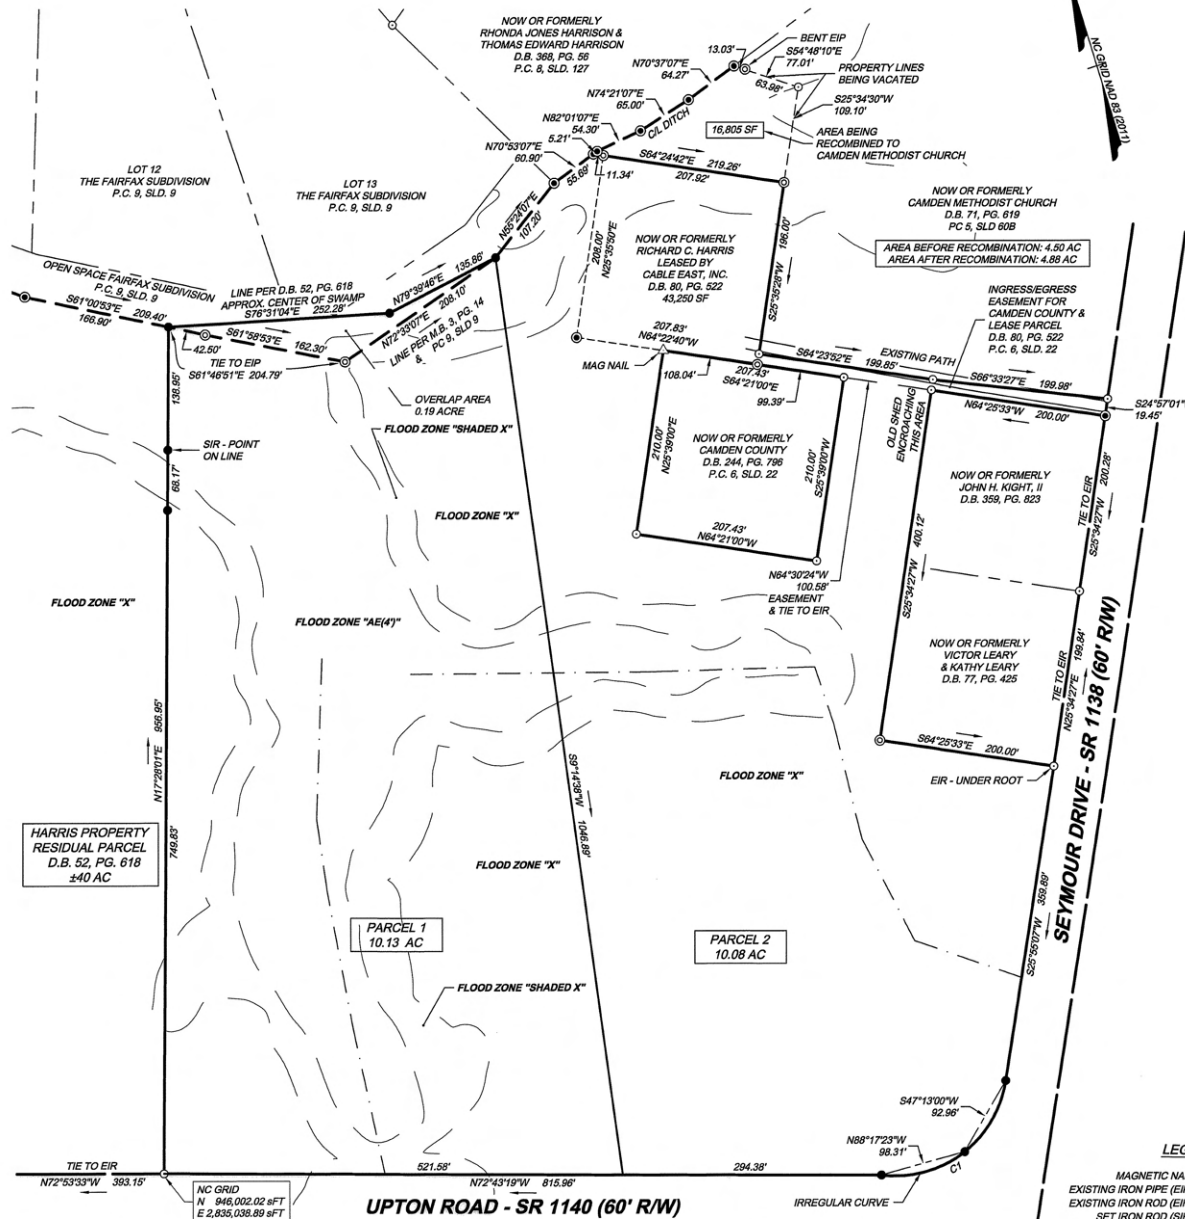 NOW OR FORMERLY
RHONDA JONES HARRISON &
THOMAS EDWARD HARRISON
D.B. 368, PG. 56
P.C. 8, SLD. 127
13.03'
BENT EIP
S54°48'10"E
77.01'
63.98'
PROPERTY LINES
BEING VACATED
S25°34'30"W
109.10'
NC GRID NAD 83 (2011)
N70°37'07"E
64.27'
N74°21'07"E
65.00'
N82°01'07"E
54.30'
5.21'
C/L DITCH
16,805 SF
AREA BEING
RECOMBINED TO
CAMDEN METHODIST CHURCH
N70°53'07"E
60.90'
55.69'
11.34'
S64°24'42"E 219.26'
207.92'
LOT 12
THE FAIRFAX SUBDIVISION
P.C. 9, SLD. 9
LOT 13
THE FAIRFAX SUBDIVISION
P.C. 9, SLD. 9
NOW OR FORMERLY
CAMDEN METHODIST CHURCH
D.B. 71, PG. 619
PC 5, SLD 60B
AREA BEFORE RECOMBINATION: 4.50 AC
AREA AFTER RECOMBINATION: 4.88 AC
N55°24'07"E
107.20'
208.00'
N25°35'50"E
NOW OR FORMERLY
RICHARD C. HARRIS
LEASED BY
CABLE EAST, INC.
D.B. 80, PG. 522
43,250 SF
196.00'
S25°35'28"W
OPEN SPACE FAIRFAX SUBDIVISION
P.C. 9, SLD. 9
S61°00'53"E 209.40'
166.90'
LINE PER D.B. 52, PG. 618
APPROX. CENTER OF SWAMP
S76°31'04"E 252.28'
N79°39'46"E 135.86'
N72°33'07"E 208.10'
LINE PER M.B. 3, PG. 14
& PC 9, SLD 9
S61°58'53"E 162.30'
42.50'
TIE TO EIP
S61°46'51"E 204.79'
INGRESS/EGRESS
EASEMENT FOR
CAMDEN COUNTY &
LEASE PARCEL
D.B. 80, PG. 522
P.C. 6, SLD. 22
207.83'
N64°22'40"W
MAG NAIL
108.04'
207.43'
S64°21'00"E
99.39'
S64°23'52"E 199.85'
EXISTING PATH
S66°33'27"E 199.98'
S24°57'01"
19.45'
N64°25'33"W 200.00'
138.95'
OVERLAP AREA
0.19 ACRE
FLOOD ZONE "SHADED X"
SIR - POINT
ON LINE
68.17'
210.00'
N25°39'00"E
NOW OR FORMERLY
CAMDEN COUNTY
D.B. 244, PG. 796
P.C. 6, SLD. 22
210.00'
S25°39'00"W
OLD SHED
ENCROACHING
THIS AREA
NOW OR FORMERLY
JOHN H. KIGHT, II
D.B. 359, PG. 823
TIE TO EIR
S25°34'27"W 200.28'
FLOOD ZONE "X"
207.43'
N64°21'00"W
N64°30'24"W
100.58'
EASEMENT
& TIE TO EIR
S25°34'27"W 400.12'
FLOOD ZONE "X"
FLOOD ZONE "AE(4')"
NOW OR FORMERLY
VICTOR LEARY
& KATHY LEARY
D.B. 77, PG. 425
TIE TO EIR
N25°34'27"E 199.84'
SEYMOUR DRIVE - SR 1138 (60' R/W)
N17°28'01"E 956.95'
749.83'
S9°14'38"W 1046.89'
S64°25'33"E 200.00'
FLOOD ZONE "X"
EIR - UNDER ROOT
HARRIS PROPERTY
RESIDUAL PARCEL
D.B. 52, PG. 618
±40 AC
FLOOD ZONE "X"
S25°55'07"W 359.89'
PARCEL 1
10.13 AC
PARCEL 2
10.08 AC
FLOOD ZONE "SHADED X"
S47°13'00"W
92.96'
N88°17'23"W
98.31'
C1
IRREGULAR CURVE
TIE TO EIR
N72°53'33"W 393.15'
521.58'
N72°43'19"W 815.96'
294.38'
NC GRID
N 946,002.02 sFT
E 2,835,038.89 sFT
UPTON ROAD - SR 1140 (60' R/W)
LEG
MAGNETIC NA
EXISTING IRON PIPE (EI
EXISTING IRON ROD (EI
SET IRON ROD (SI